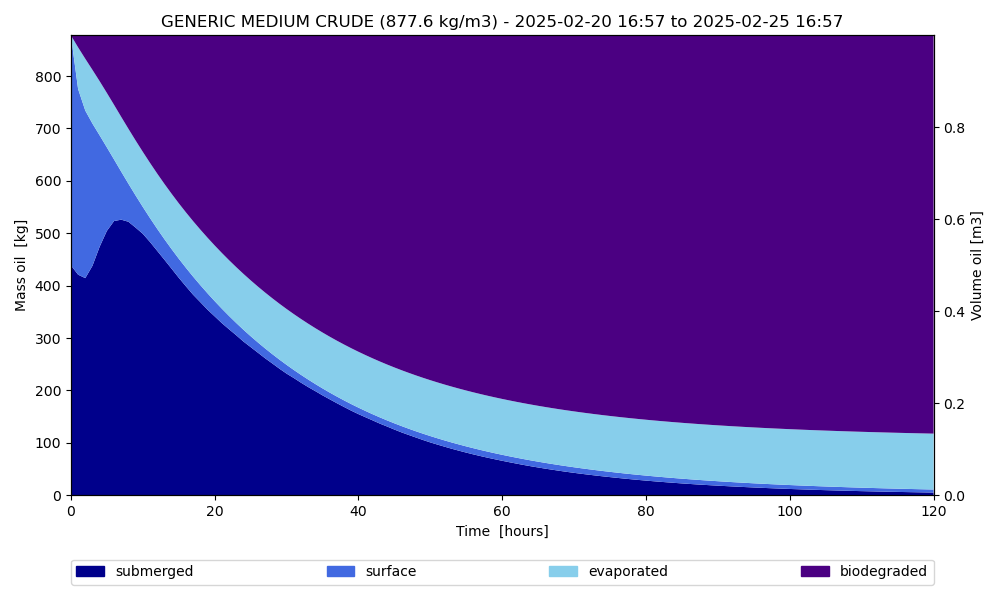 GENERIC MEDIUM CRUDE (877.6 kg/m3) - 2025-02-20 16:57 to 2025-02-25 16:57
Mass oil [kg]
800
700
600
500
400
300
200
100
0
0.8
0.6
0.4
0.2
0.0
Volume oil [m3]
0 20 40 60 80 100 120
Time [hours]
submerged surface evaporated biodegraded